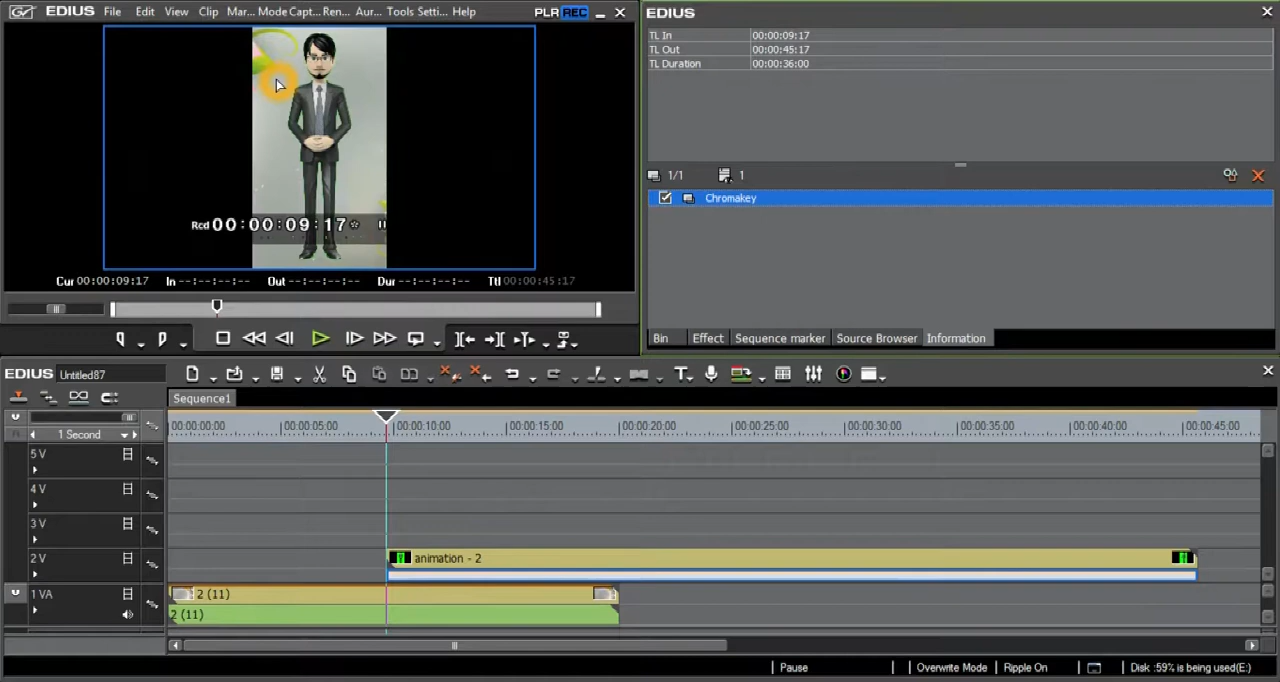 EDIUS File Edit View Clip Mar... Mode Capt... Ren... Aur... Tools Setti... Help PLR REC
Rcd 00:00:09:17
Cur 00:00:09:17 In --:--:--:-- Out --:--:--:-- Dur --:--:--:-- Ttl 00:00:45:17
EDIUS
TL In 00:00:09:17
TL Out 00:00:45:17
TL Duration 00:00:36:00
1/1 1
Chromakey
Bin Effect Sequence marker Source Browser Information
EDIUS Untitled87
Sequence1
1 Second 00:00:00:00 00:00:05:00 00:00:10:00 00:00:15:00 00:00:20:00 00:00:25:00 00:00:30:00 00:00:35:00 00:00:40:00 00:00:45:00
5 V
4 V
3 V
2 V animation - 2
1 VA 2 (11)
2 (11)
Pause Overwrite Mode Ripple On Disk :59% is being used(E:)